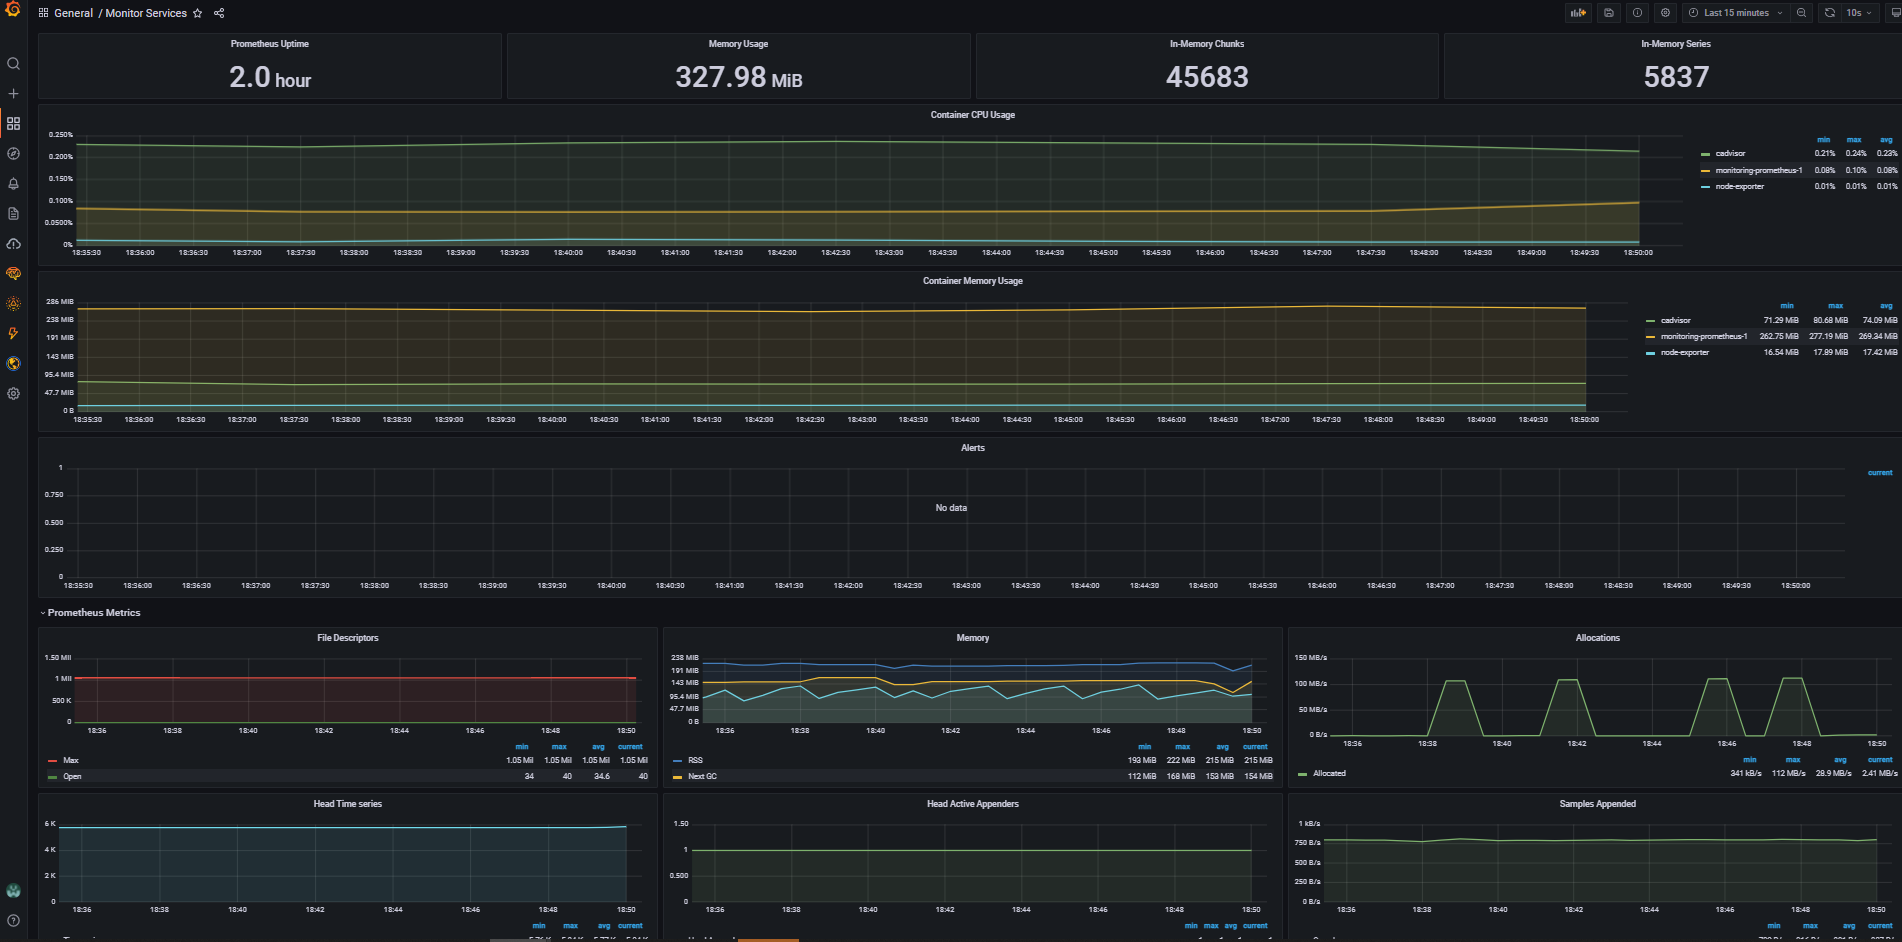 General / Monitor Services
Last 15 minutes
10s
Prometheus Uptime
2.0 hour
Memory Usage
327.98 MiB
In-Memory Chunks
45683
In-Memory Series
5837
Container CPU Usage
0.250%
0.200%
0.150%
0.100%
0.0500%
0%
18:35:30 18:36:00 18:36:30 18:37:00 18:37:30 18:38:00 18:38:30 18:39:00 18:39:30 18:40:00 18:40:30 18:41:00 18:41:30 18:42:00 18:42:30 18:43:00 18:43:30 18:44:00 18:44:30 18:45:00 18:45:30 18:46:00 18:46:30 18:47:00 18:47:30 18:48:00 18:48:30 18:49:00 18:49:30 18:50:00
min max avg
cadvisor 0.21% 0.24% 0.23%
monitoring-prometheus-1 0.08% 0.10% 0.08%
node-exporter 0.01% 0.01% 0.01%
Container Memory Usage
286 MiB
238 MiB
191 MiB
143 MiB
95.4 MiB
47.7 MiB
0 B
18:35:30 18:36:00 18:36:30 18:37:00 18:37:30 18:38:00 18:38:30 18:39:00 18:39:30 18:40:00 18:40:30 18:41:00 18:41:30 18:42:00 18:42:30 18:43:00 18:43:30 18:44:00 18:44:30 18:45:00 18:45:30 18:46:00 18:46:30 18:47:00 18:47:30 18:48:00 18:48:30 18:49:00 18:49:30 18:50:00
min max avg
cadvisor 71.29 MiB 80.68 MiB 74.09 MiB
monitoring-prometheus-1 262.75 MiB 277.19 MiB 269.34 MiB
node-exporter 16.54 MiB 17.89 MiB 17.42 MiB
Alerts
1
0.750
0.500
0.250
0
No data
current
18:35:30 18:36:00 18:36:30 18:37:00 18:37:30 18:38:00 18:38:30 18:39:00 18:39:30 18:40:00 18:40:30 18:41:00 18:41:30 18:42:00 18:42:30 18:43:00 18:43:30 18:44:00 18:44:30 18:45:00 18:45:30 18:46:00 18:46:30 18:47:00 18:47:30 18:48:00 18:48:30 18:49:00 18:49:30 18:50:00
Prometheus Metrics
File Descriptors
1.50 Mil
1 Mil
500 K
0
18:36 18:38 18:40 18:42 18:44 18:46 18:48 18:50
min max avg current
Max 1.05 Mil 1.05 Mil 1.05 Mil 1.05 Mil
Open 34 40 34.6 40
Memory
238 MiB
191 MiB
143 MiB
95.4 MiB
47.7 MiB
0 B
18:36 18:38 18:40 18:42 18:44 18:46 18:48 18:50
min max avg current
RSS 193 MiB 222 MiB 215 MiB 215 MiB
Next GC 112 MiB 168 MiB 153 MiB 154 MiB
Allocations
150 MB/s
100 MB/s
50 MB/s
0 B/s
18:36 18:38 18:40 18:42 18:44 18:46 18:48 18:50
min max avg current
Allocated 341 kB/s 112 MB/s 28.9 MB/s 2.41 MB/s
Head Time series
6 K
4 K
2 K
0
18:36 18:38 18:40 18:42 18:44 18:46 18:48 18:50
min max avg current
Head Active Appenders
1.50
1
0.500
0
18:36 18:38 18:40 18:42 18:44 18:46 18:48 18:50
min max avg current
Samples Appended
1 kB/s
750 B/s
500 B/s
250 B/s
0 B/s
18:36 18:38 18:40 18:42 18:44 18:46 18:48 18:50
min max avg current